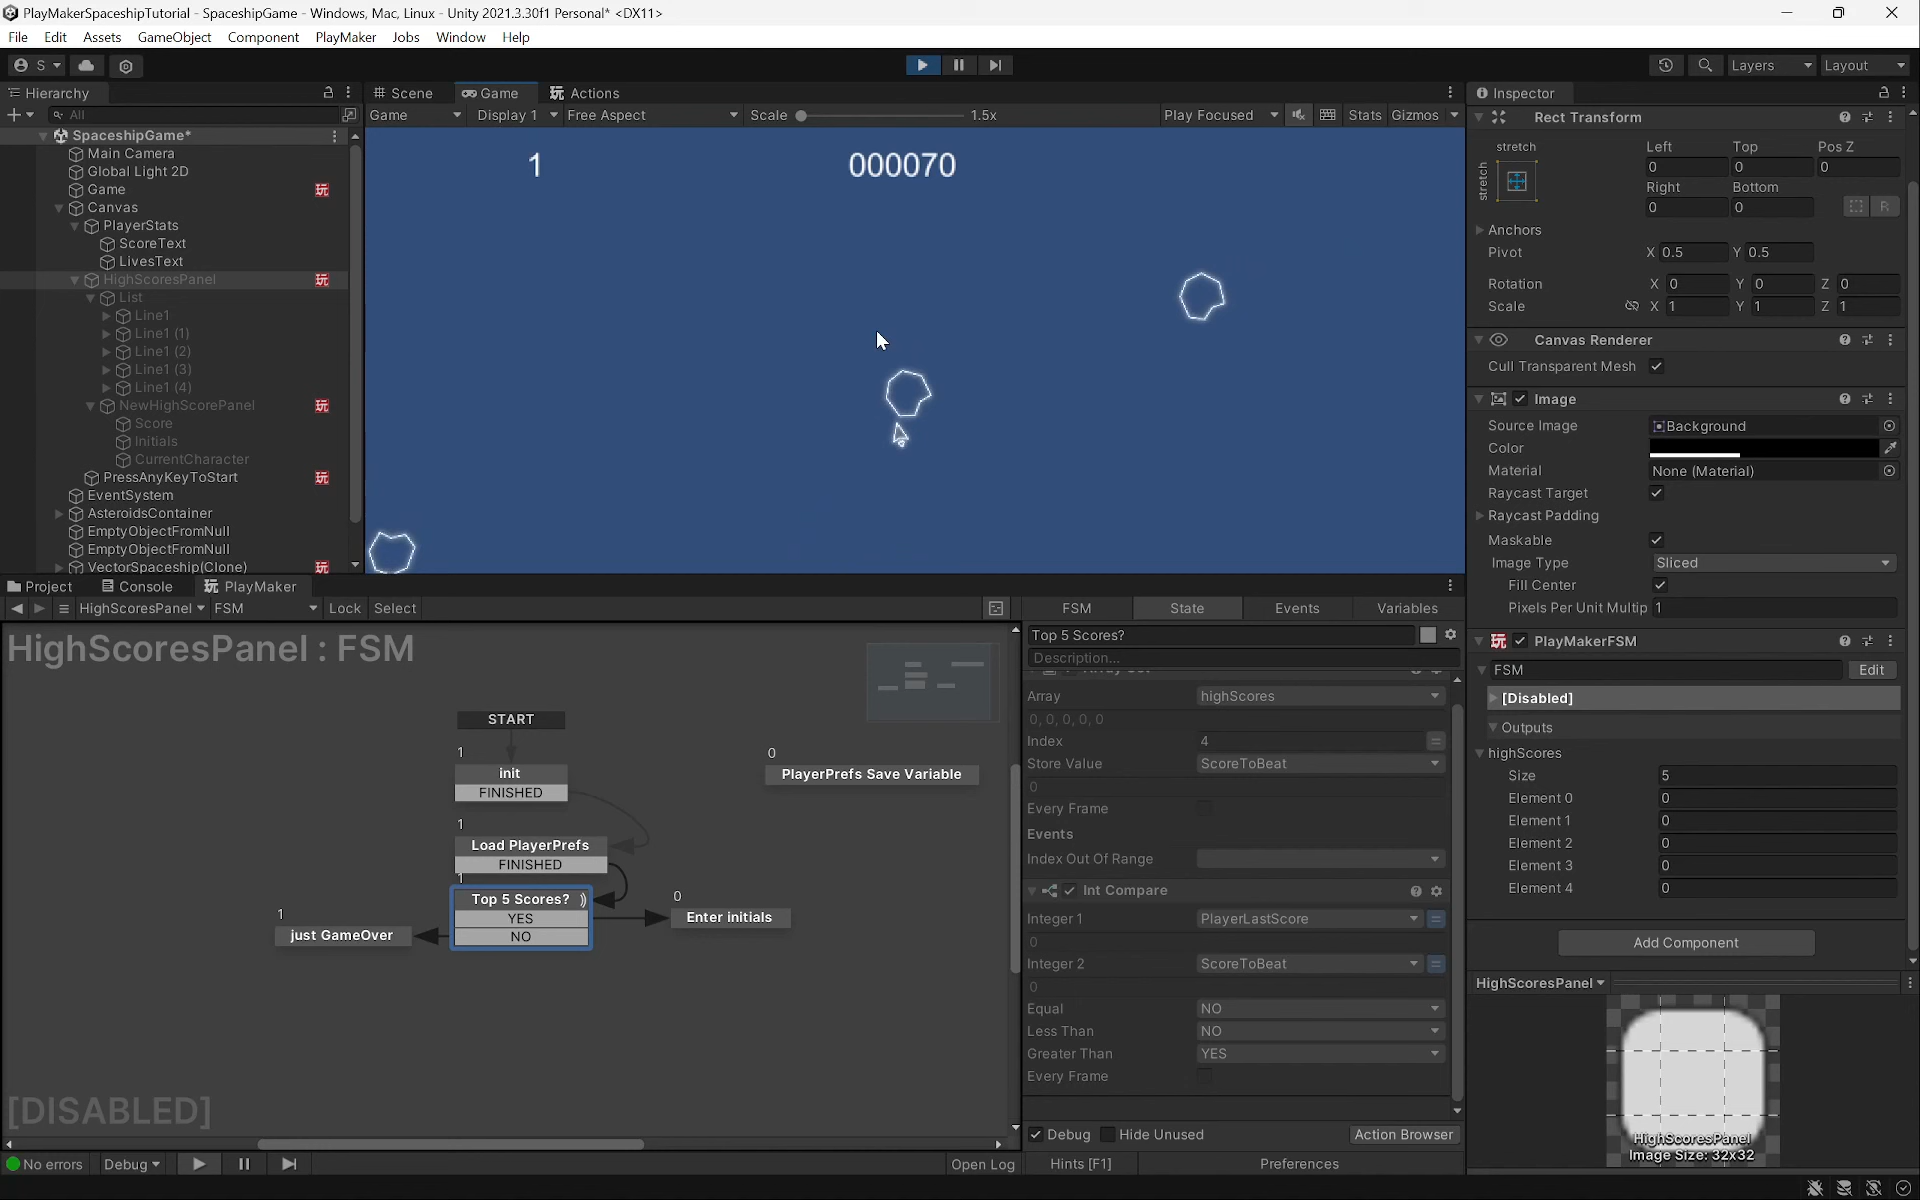 PlayMakerSpaceshipTutorial - SpaceshipGame - Windows, Mac, Linux - Unity 2021.3.30f1 Personal* <DX11>
File Edit Assets GameObject Component PlayMaker Jobs Window Help
S Layers Layout
Hierarchy
All
SpaceshipGame*
Main Camera
Global Light 2D
Game
Canvas
PlayerStats
ScoreText
LivesText
HighScoresPanel
List
Line1
Line1 (1)
Line1 (2)
Line1 (3)
Line1 (4)
NewHighScorePanel
Score
Initials
CurrentCharacter
PressAnyKeyToStart
EventSystem
AsteroidsContainer
EmptyObjectFromNull
EmptyObjectFromNull
VectorSpaceship(Clone)
Scene Game Actions
Game Display 1 Free Aspect Scale 1.5x Play Focused Stats Gizmos
1 000070
Inspector
Rect Transform
stretch Left Top Pos Z
stretch 0 0 0
Right Bottom
0 0 R
Anchors
Pivot X 0.5 Y 0.5
Rotation X 0 Y 0 Z 0
Scale X 1 Y 1 Z 1
Canvas Renderer
Cull Transparent Mesh
Image
Source Image Background
Color
Material None (Material)
Raycast Target
Raycast Padding
Maskable
Image Type Sliced
Fill Center
Pixels Per Unit Multip 1
PlayMakerFSM
FSM Edit
[Disabled]
Outputs
highScores
Size 5
Element 0 0
Element 1 0
Element 2 0
Element 3 0
Element 4 0
Add Component
HighScoresPanel
HighScoresPanel
Image Size: 32x32
Project Console PlayMaker
HighScoresPanel FSM Lock Select
HighScoresPanel : FSM
START
1
init
FINISHED
0
PlayerPrefs Save Variable
1
Load PlayerPrefs
FINISHED
1
Top 5 Scores?
YES
NO
0
Enter initials
1
just GameOver
[DISABLED]
No errors Debug Open Log
FSM State Events Variables
Top 5 Scores?
Description...
Array highScores
0, 0, 0, 0, 0
Index 4
Store Value ScoreToBeat
0
Every Frame
Events
Index Out Of Range
Int Compare
Integer 1 PlayerLastScore
0
Integer 2 ScoreToBeat
0
Equal NO
Less Than NO
Greater Than YES
Every Frame
Debug Hide Unused Action Browser
Hints [F1] Preferences